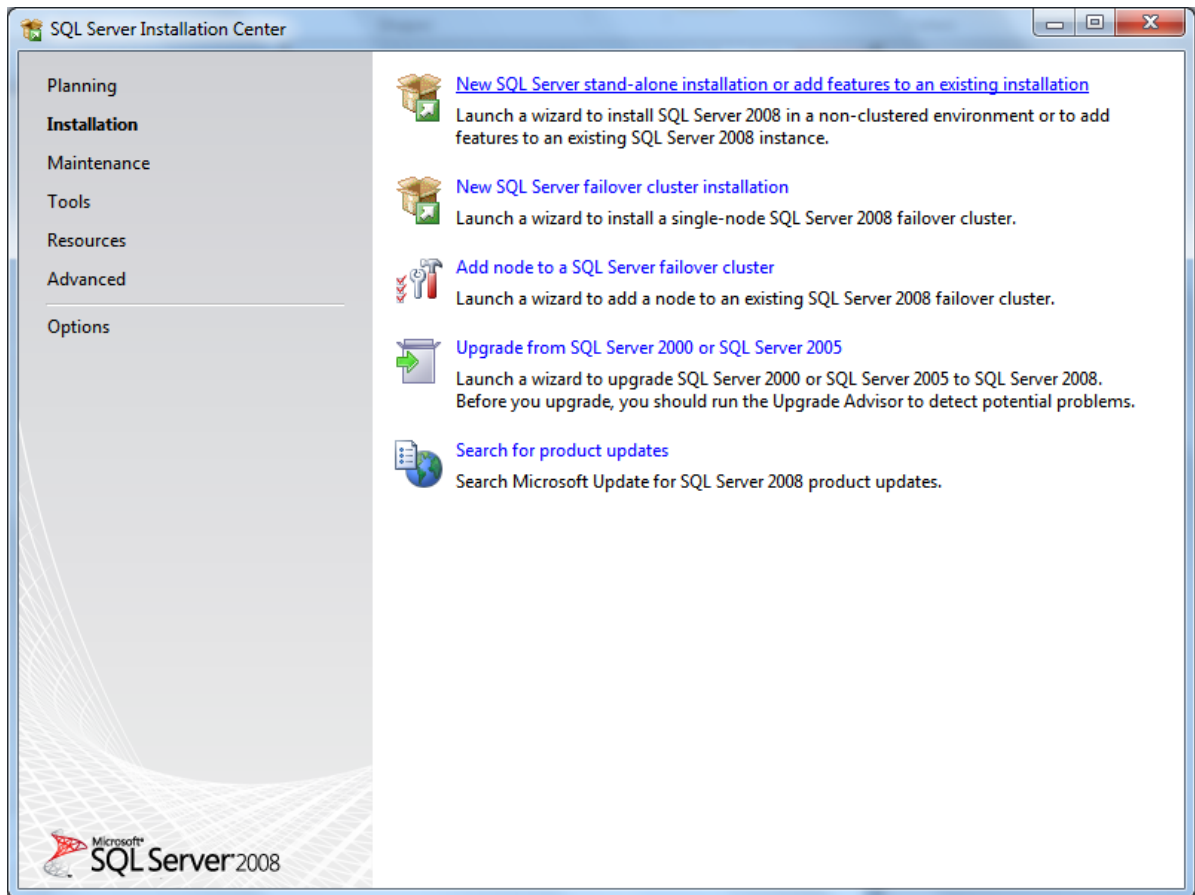 SQL Server Installation Center
Planning
Installation
Maintenance
Tools
Resources
Advanced
Options
New SQL Server stand-alone installation or add features to an existing installation
Launch a wizard to install SQL Server 2008 in a non-clustered environment or to add
features to an existing SQL Server 2008 instance.
New SQL Server failover cluster installation
Launch a wizard to install a single-node SQL Server 2008 failover cluster.
Add node to a SQL Server failover cluster
Launch a wizard to add a node to an existing SQL Server 2008 failover cluster.
Upgrade from SQL Server 2000 or SQL Server 2005
Launch a wizard to upgrade SQL Server 2000 or SQL Server 2005 to SQL Server 2008.
Before you upgrade, you should run the Upgrade Advisor to detect potential problems.
Search for product updates
Search Microsoft Update for SQL Server 2008 product updates.
Microsoft®
SQL Server®2008